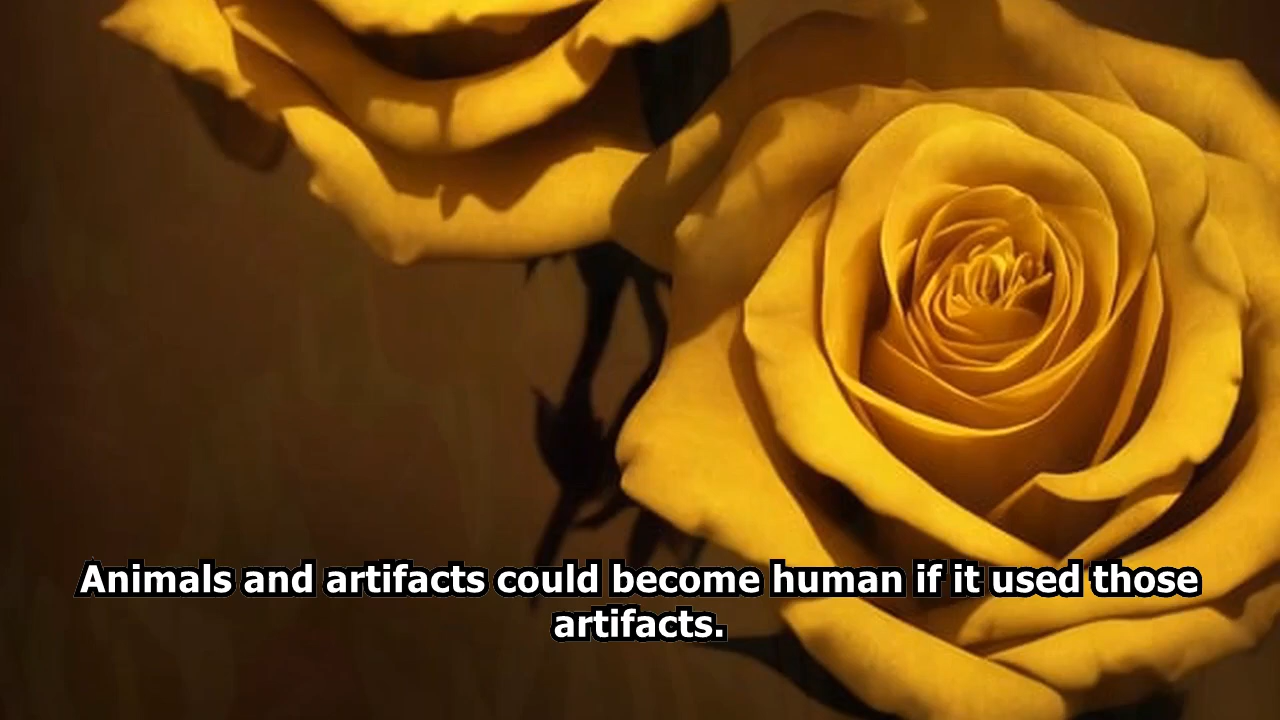 Animals and artifacts could become human if it used those
artifacts.